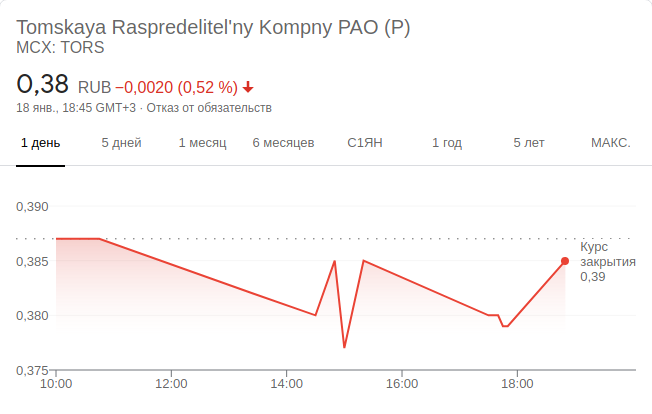 Tomskaya Raspredelitel'ny Kompny PAO (P)
MCX: TORS
0,38 RUB −0,0020 (0,52 %)
18 янв., 18:45 GMT+3 · Отказ от обязательств
1 день 5 дней 1 месяц 6 месяцев С1ЯН 1 год 5 лет МАКС.
0,390
0,385
0,380
0,375
Курс
закрытия
0,39
10:00 12:00 14:00 16:00 18:00